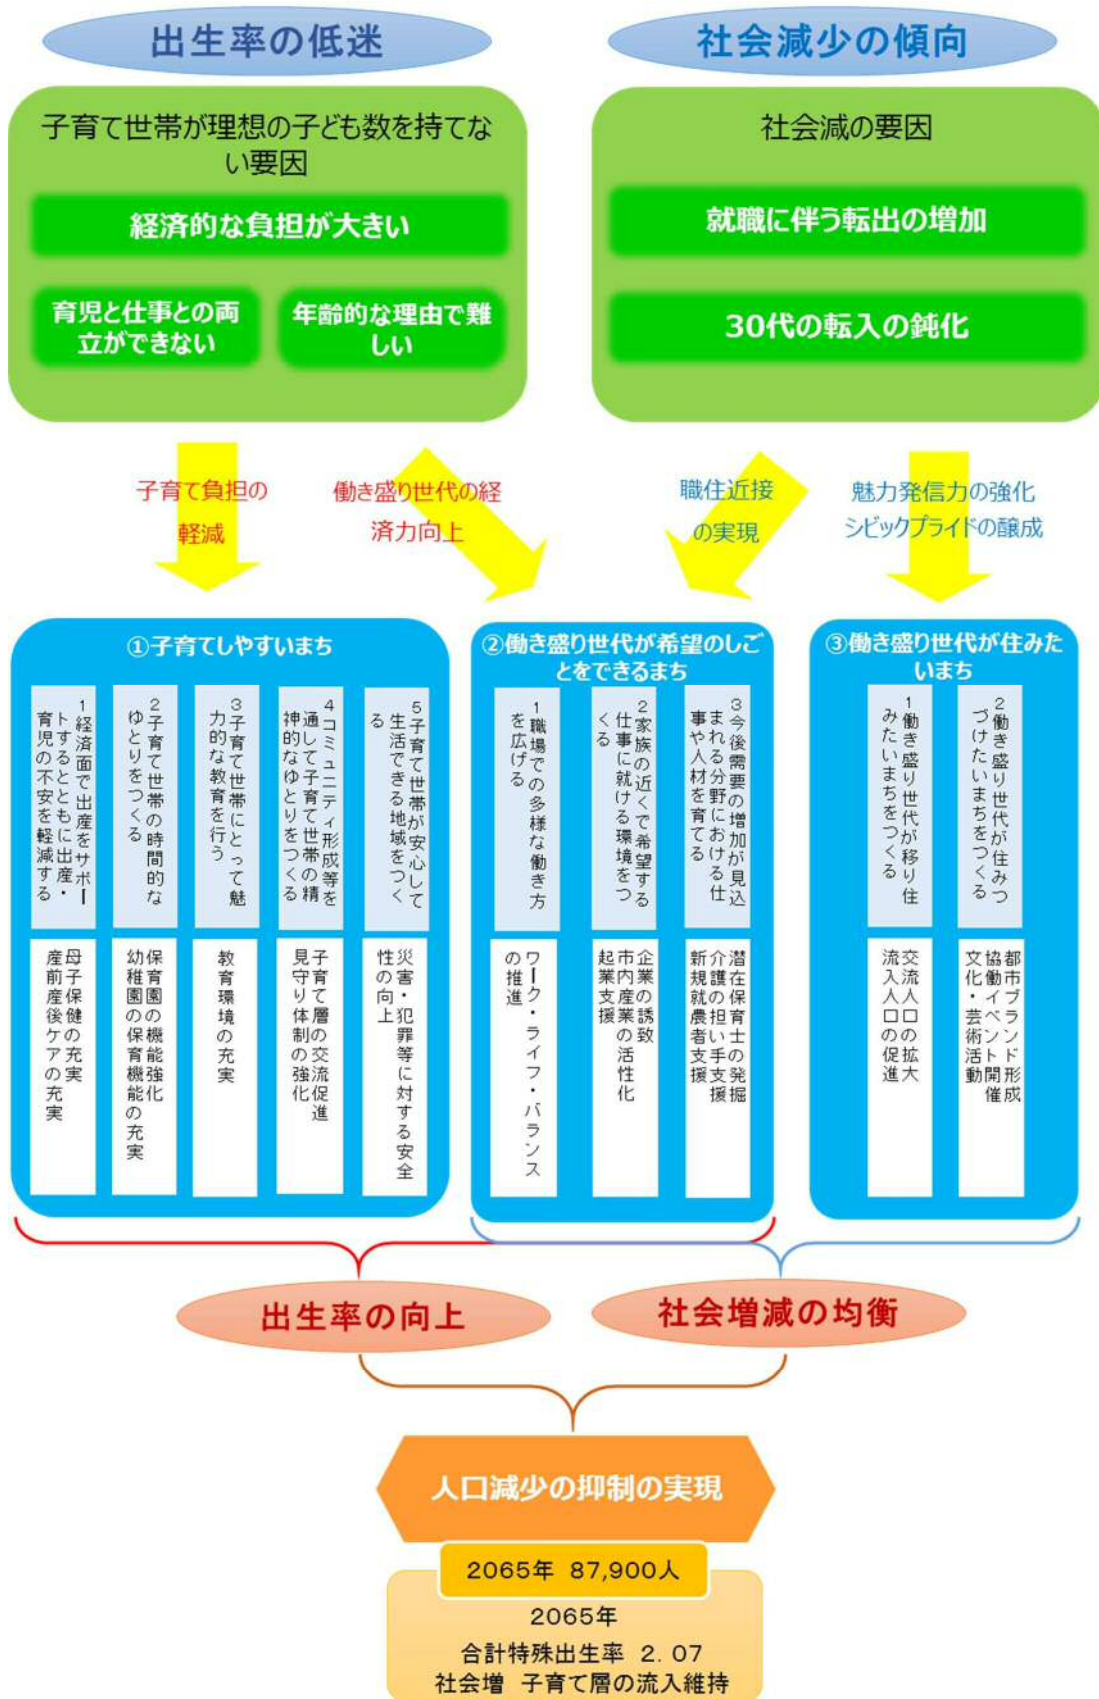 出生率の低迷
社会減少の傾向
子育て世帯が理想の子ども数を持てな
い要因
経済的な負担が大きい
育児と仕事との両
立ができない
年齢的な理由で難
しい
社会減の要因
就職に伴う転出の増加
30代の転入の鈍化
子育て負担の
軽減
働き盛り世代の経
済力向上
職住近接
の実現
魅力発信力の強化
シビックプライドの醸成
①子育てしやすいまち
1経済面で出産をサポー
トするとともに出産・
育児の不安を軽減する
母子保健の充実
産前産後ケアの充実
2子育て世帯の時間的な
ゆとりをつくる
保育園の機能強化
幼稚園の保育機能の充実
3子育て世帯にとって魅
力的な教育を行う
教育環境の充実
4コミュニティ形成等を
通して子育て世帯の精
神的なゆとりをつくる
子育て層の交流促進
見守り体制の強化
5子育て世帯が安心して
生活できる地域をつく
る
災害・犯罪等に対する安全
性の向上
②働き盛り世代が希望のしご
とをできるまち
1職場での多様な働き方
を広げる
ワーク・ライフ・バランス
の推進
2家族の近くで希望する
仕事に就ける環境をつ
くる
企業の誘致
市内産業の活性化
起業支援
3今後需要の増加が見込
まれる分野における仕
事や人材を育てる
潜在保育士の発掘
介護の担い手支援
新規就農者支援
③働き盛り世代が住みた
いまち
1働き盛り世代が移り住
みたいまちをつくる
交流人口の拡大
流入人口の促進
2働き盛り世代が住みつ
づけたいまちをつくる
都市ブランド形成
協働イベント開催
文化・芸術活動
出生率の向上
社会増減の均衡
人口減少の抑制の実現
2065年 87,900人
2065年
合計特殊出生率 2.07
社会増 子育て層の流入維持